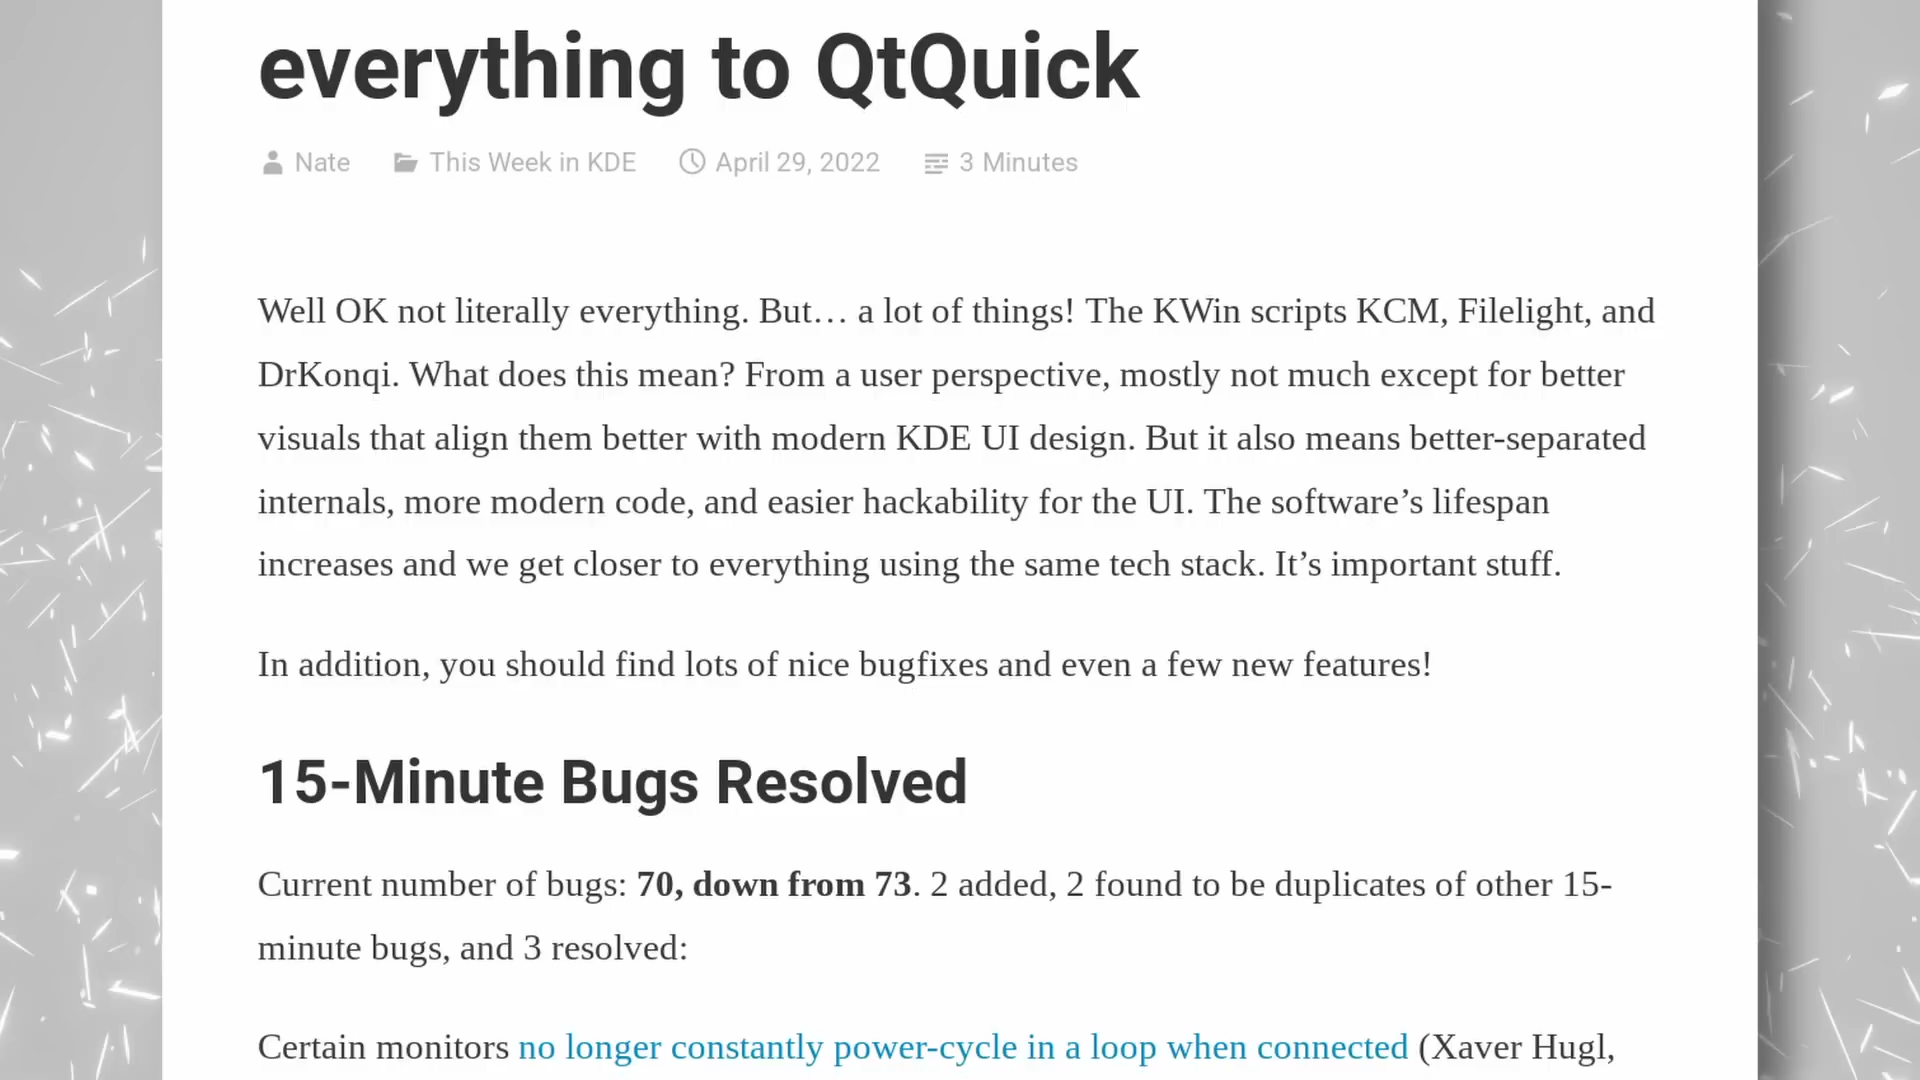 everything to QtQuick
Nate This Week in KDE April 29, 2022 3 Minutes
Well OK not literally everything. But… a lot of things! The KWin scripts KCM, Filelight, and
DrKonqi. What does this mean? From a user perspective, mostly not much except for better
visuals that align them better with modern KDE UI design. But it also means better-separated
internals, more modern code, and easier hackability for the UI. The software’s lifespan
increases and we get closer to everything using the same tech stack. It’s important stuff.
In addition, you should find lots of nice bugfixes and even a few new features!
15-Minute Bugs Resolved
Current number of bugs: 70, down from 73. 2 added, 2 found to be duplicates of other 15-
minute bugs, and 3 resolved:
Certain monitors no longer constantly power-cycle in a loop when connected (Xaver Hugl,